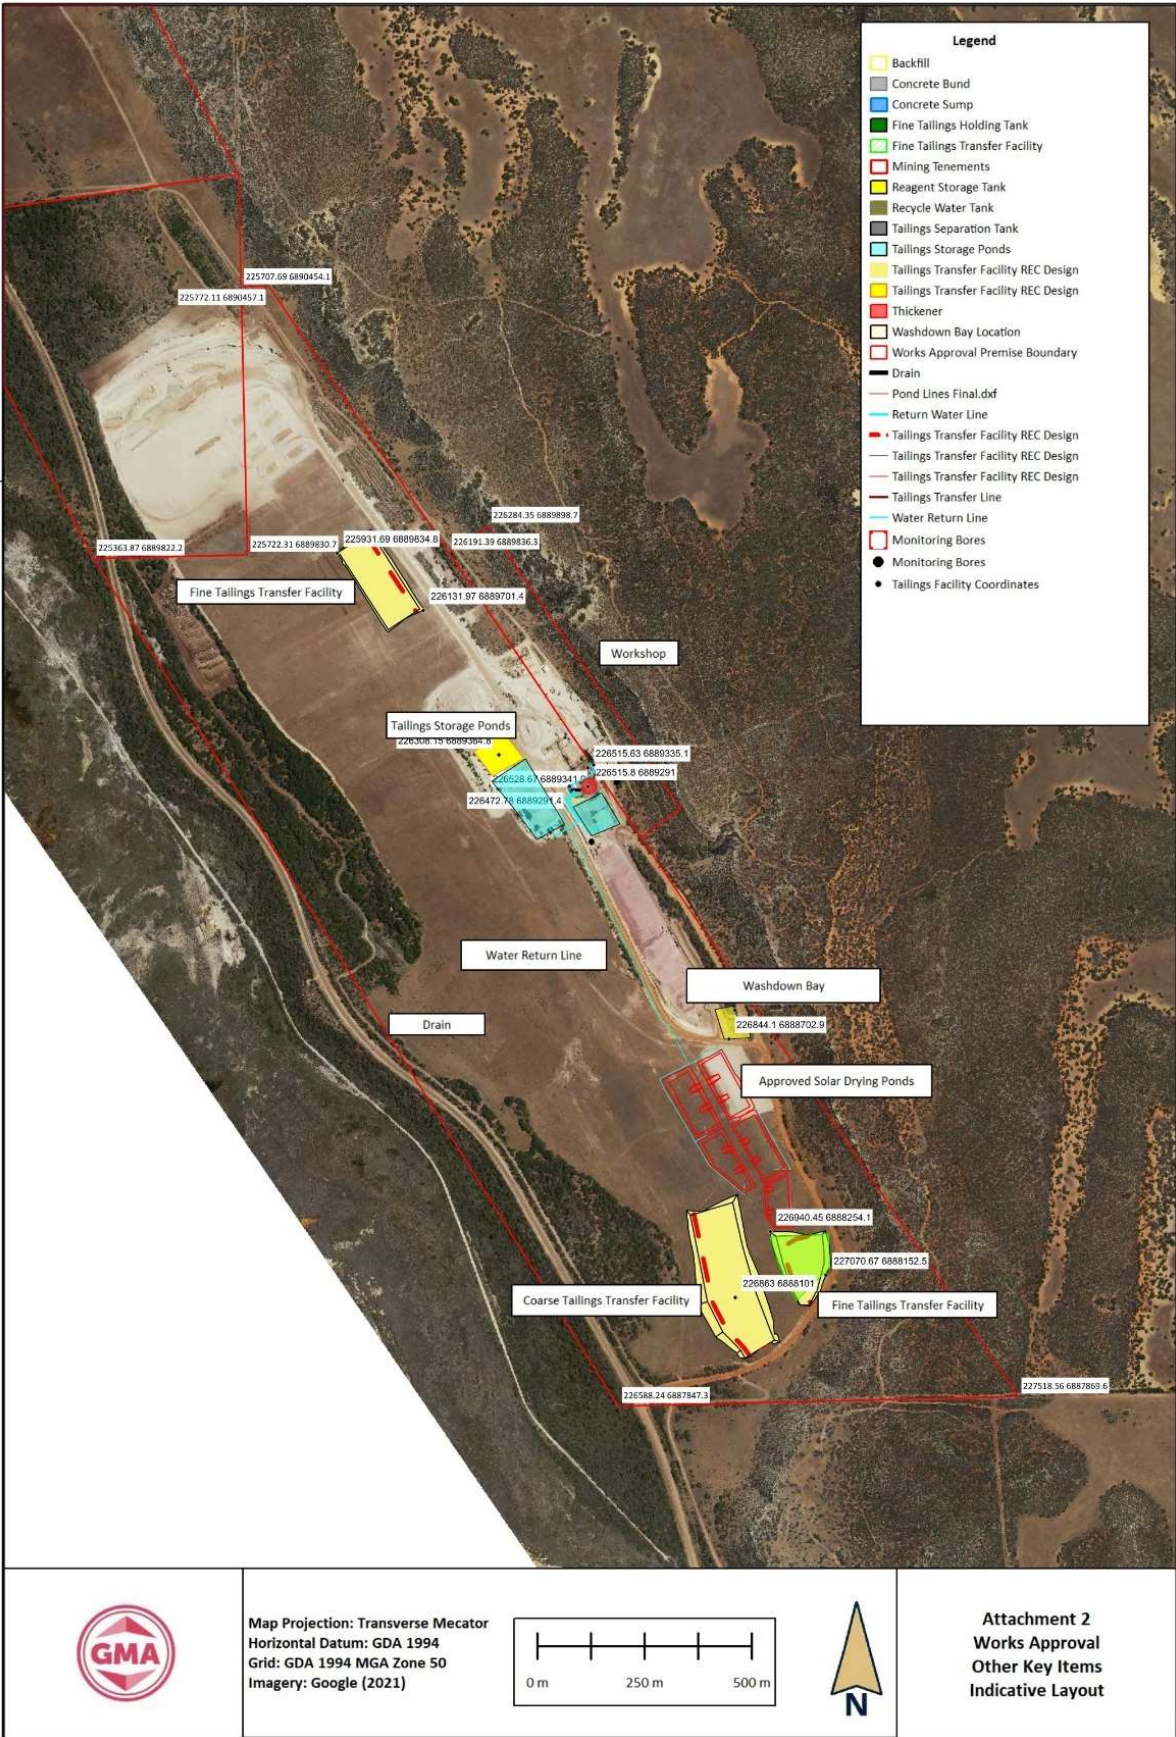 Legend
Backfill
Concrete Bund
Concrete Sump
Fine Tailings Holding Tank
Fine Tailings Transfer Facility
Mining Tenements
Reagent Storage Tank
Recycle Water Tank
Tailings Separation Tank
Tailings Storage Ponds
Tailings Transfer Facility REC Design
Tailings Transfer Facility REC Design
Thickener
Washdown Bay Location
Works Approval Premise Boundary
Drain
Pond Lines Final.dxf
Return Water Line
Tailings Transfer Facility REC Design
Tailings Transfer Facility REC Design
Tailings Transfer Facility REC Design
Tailings Transfer Line
Water Return Line
Monitoring Bores
Monitoring Bores
Tailings Facility Coordinates
225707.69 6890454.1
225772.11 6890457.1
226284.35 6889898.7
225363.87 6889822.2
225722.31 6889830.7
225931.69 6889834.8
226191.39 6889836.3
Fine Tailings Transfer Facility
226131.97 6889701.4
Workshop
Tailings Storage Ponds
226308.15 6889364.8
226515.63 6889335.1
226515.8 6889291
226528.67 6889341.
226472.78 6889291.4
Water Return Line
Washdown Bay
Drain
226844.1 6888702.9
Approved Solar Drying Ponds
226940.45 6888254.1
227070.67 6888152.5
226863 6888101
Coarse Tailings Transfer Facility
Fine Tailings Transfer Facility
226588.24 6887847.3
227518.56 6887869.6
GMA
Map Projection: Transverse Mecator
Horizontal Datum: GDA 1994
Grid: GDA 1994 MGA Zone 50
Imagery: Google (2021)
0 m 250 m 500 m
N
Attachment 2
Works Approval
Other Key Items
Indicative Layout